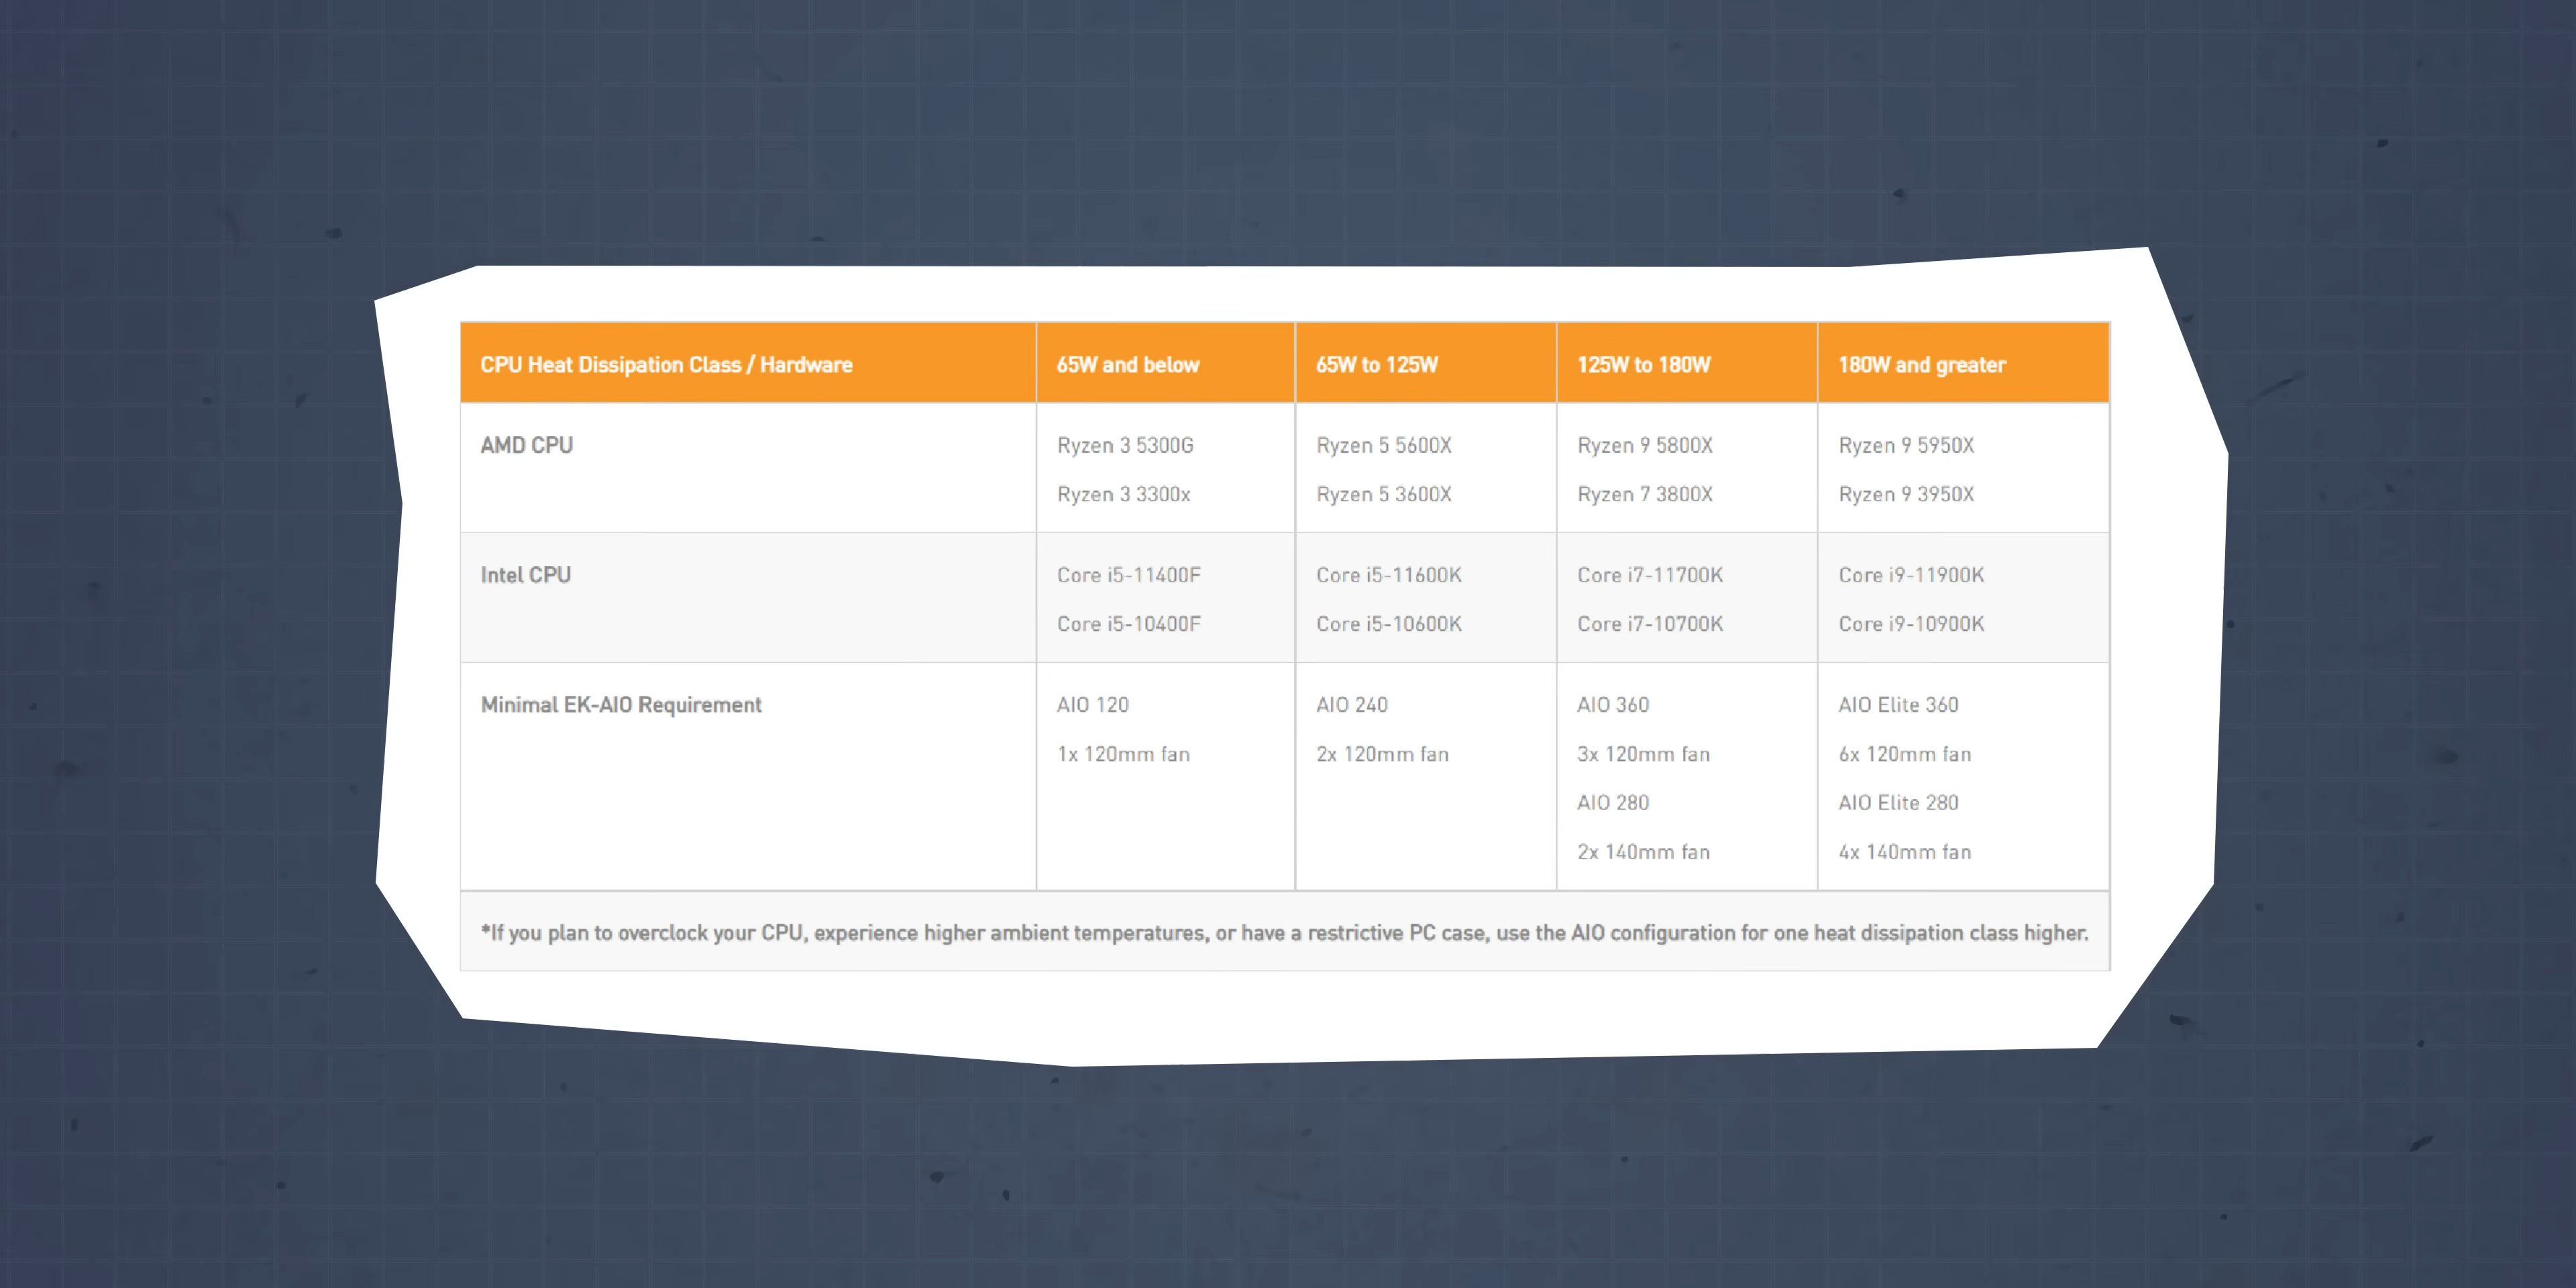 CPU Heat Dissipation Class / Hardware
65W and below
65W to 125W
125W to 180W
180W and greater
AMD CPU
Ryzen 3 5300G
Ryzen 3 3300x
Ryzen 5 5600X
Ryzen 5 3600X
Ryzen 9 5800X
Ryzen 7 3800X
Ryzen 9 5950X
Ryzen 9 3950X
Intel CPU
Core i5-11400F
Core i5-10400F
Core i5-11600K
Core i5-10600K
Core i7-11700K
Core i7-10700K
Core i9-11900K
Core i9-10900K
Minimal EK-AIO Requirement
AIO 120
1x 120mm fan
AIO 240
2x 120mm fan
AIO 360
3x 120mm fan
AIO 280
2x 140mm fan
AIO Elite 360
6x 120mm fan
AIO Elite 280
4x 140mm fan
*If you plan to overclock your CPU, experience higher ambient temperatures, or have a restrictive PC case, use the AIO configuration for one heat dissipation class higher.